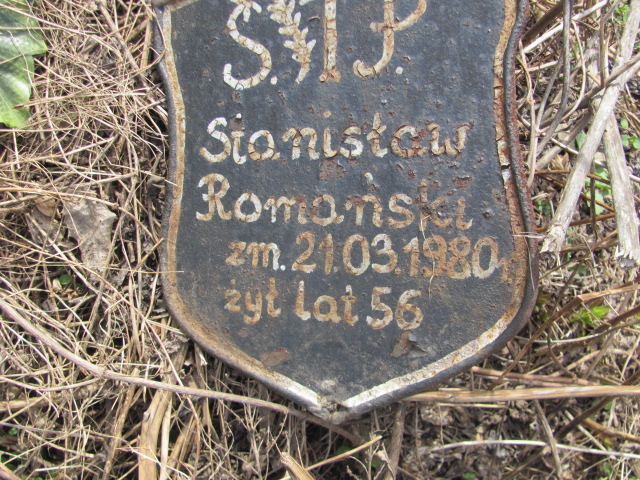 Ś. † P.
Stanisław
Romański
zm. 21.03.1980 r.
żył lat 56